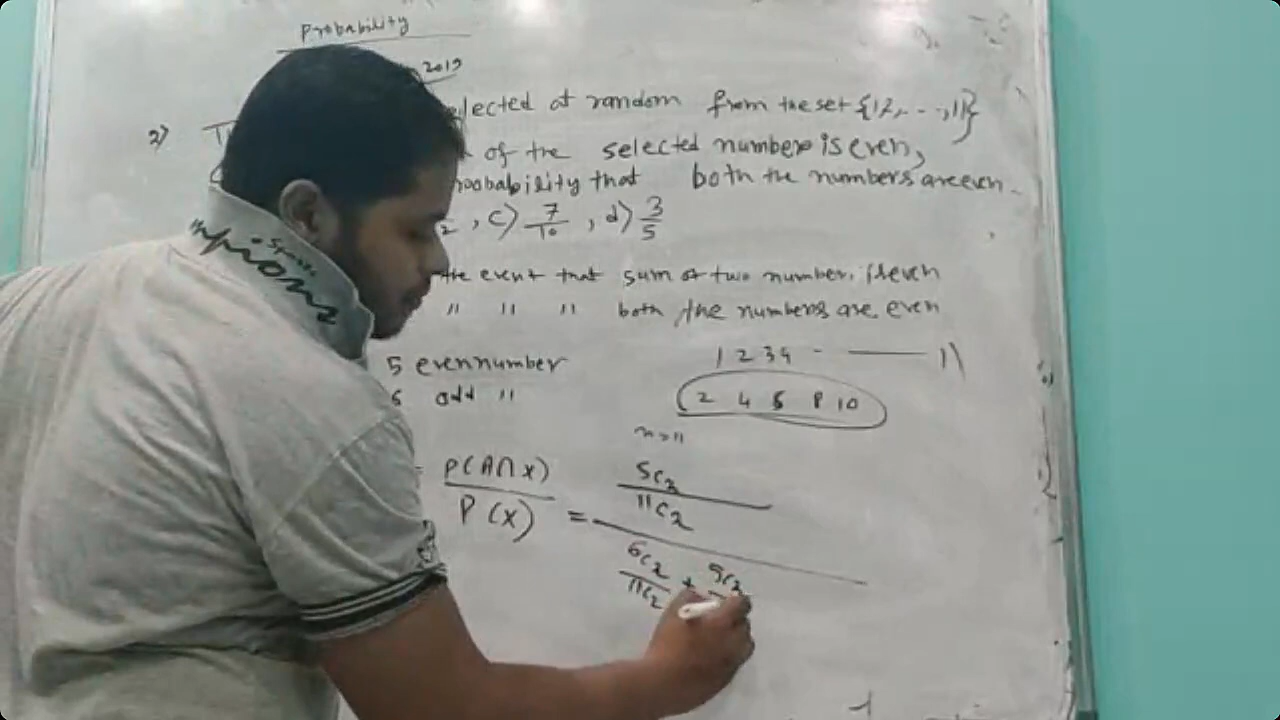 Probability
2019
2) elected at random from the set {1,2,...,11}
of the selected numbers is even,
probability that both the numbers are even.
, c) 7/10 , d) 3/5
the event that sum of two number is even
" " " both the numbers are even
5 even number
1 2 3 4 - —— 11
6 odd "
2 4 6 8 10
n = 11
= P(A∩X) / P(X) = 5c2 / 11c2
6c2 / 11c2 + 5c2
Sports